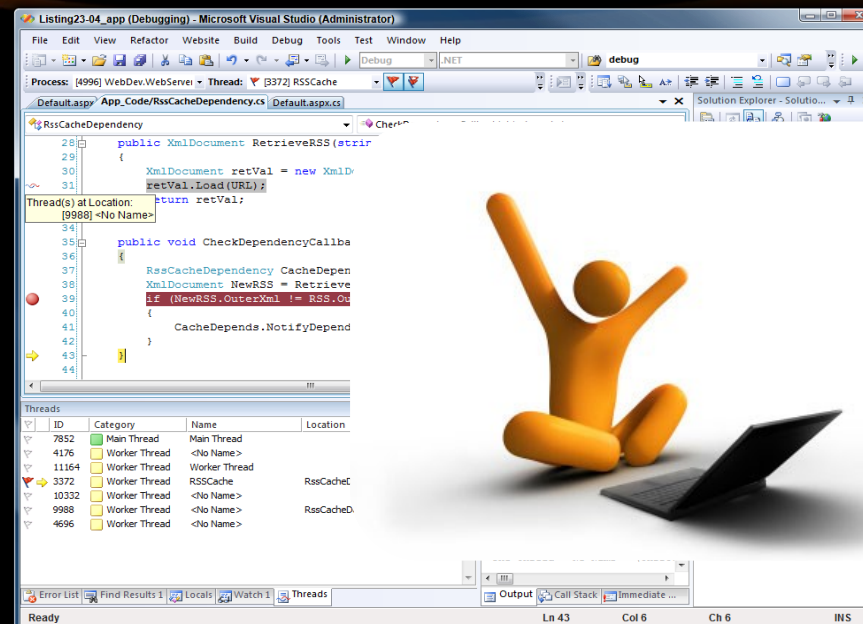 Listing23-04_app (Debugging) - Microsoft Visual Studio (Administrator)
File Edit View Refactor Website Build Debug Tools Test Window Help
Debug .NET debug
Process: [4996] WebDev.WebServer Thread: [3372] RSSCache
Default.aspx App_Code/RssCacheDependency.cs Default.aspx.cs
Solution Explorer - Solutio...
RssCacheDependency
28 public XmlDocument RetrieveRSS(strin
29 {
30 XmlDocument retVal = new XmlD
31 retVal.Load(URL);
Thread(s) at Location: return retVal;
[9988] <No Name>
34
35 public void CheckDependencyCallba
36 {
37 RssCacheDependency CacheDepen
38 XmlDocument NewRSS = Retrieve
39 if (NewRSS.OuterXml != RSS.Ou
40 {
41 CacheDepends.NotifyDepend
42 }
43 }
44
Threads
ID Category Name Location
7852 Main Thread Main Thread
4176 Worker Thread <No Name>
11164 Worker Thread Worker Thread
3372 Worker Thread RSSCache RssCacheD
10332 Worker Thread <No Name>
9988 Worker Thread <No Name> RssCacheD
4696 Worker Thread <No Name>
Error List Find Results 1 Locals Watch 1 Threads Output Call Stack Immediate ...
Ready Ln 43 Col 6 Ch 6 INS